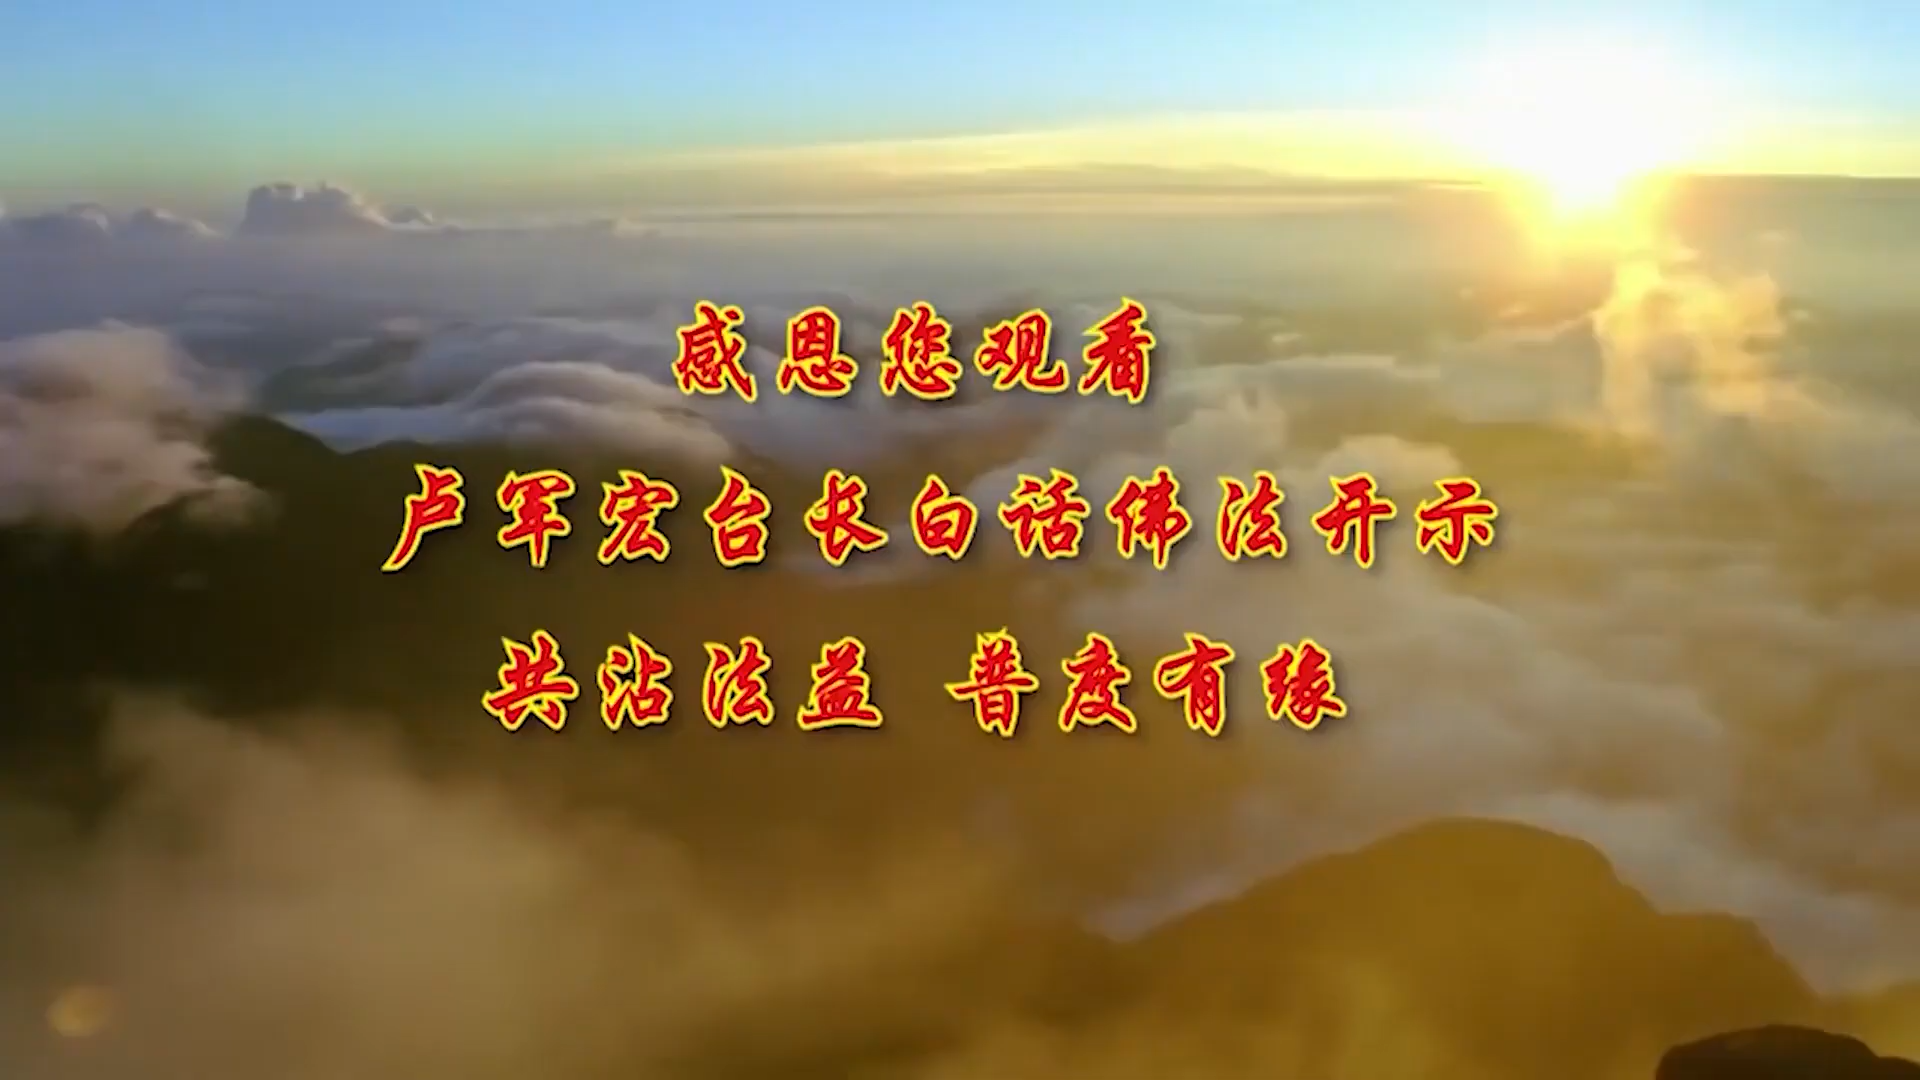 感恩您观看
卢军宏台长白话佛法开示
共沾法益 普度有缘